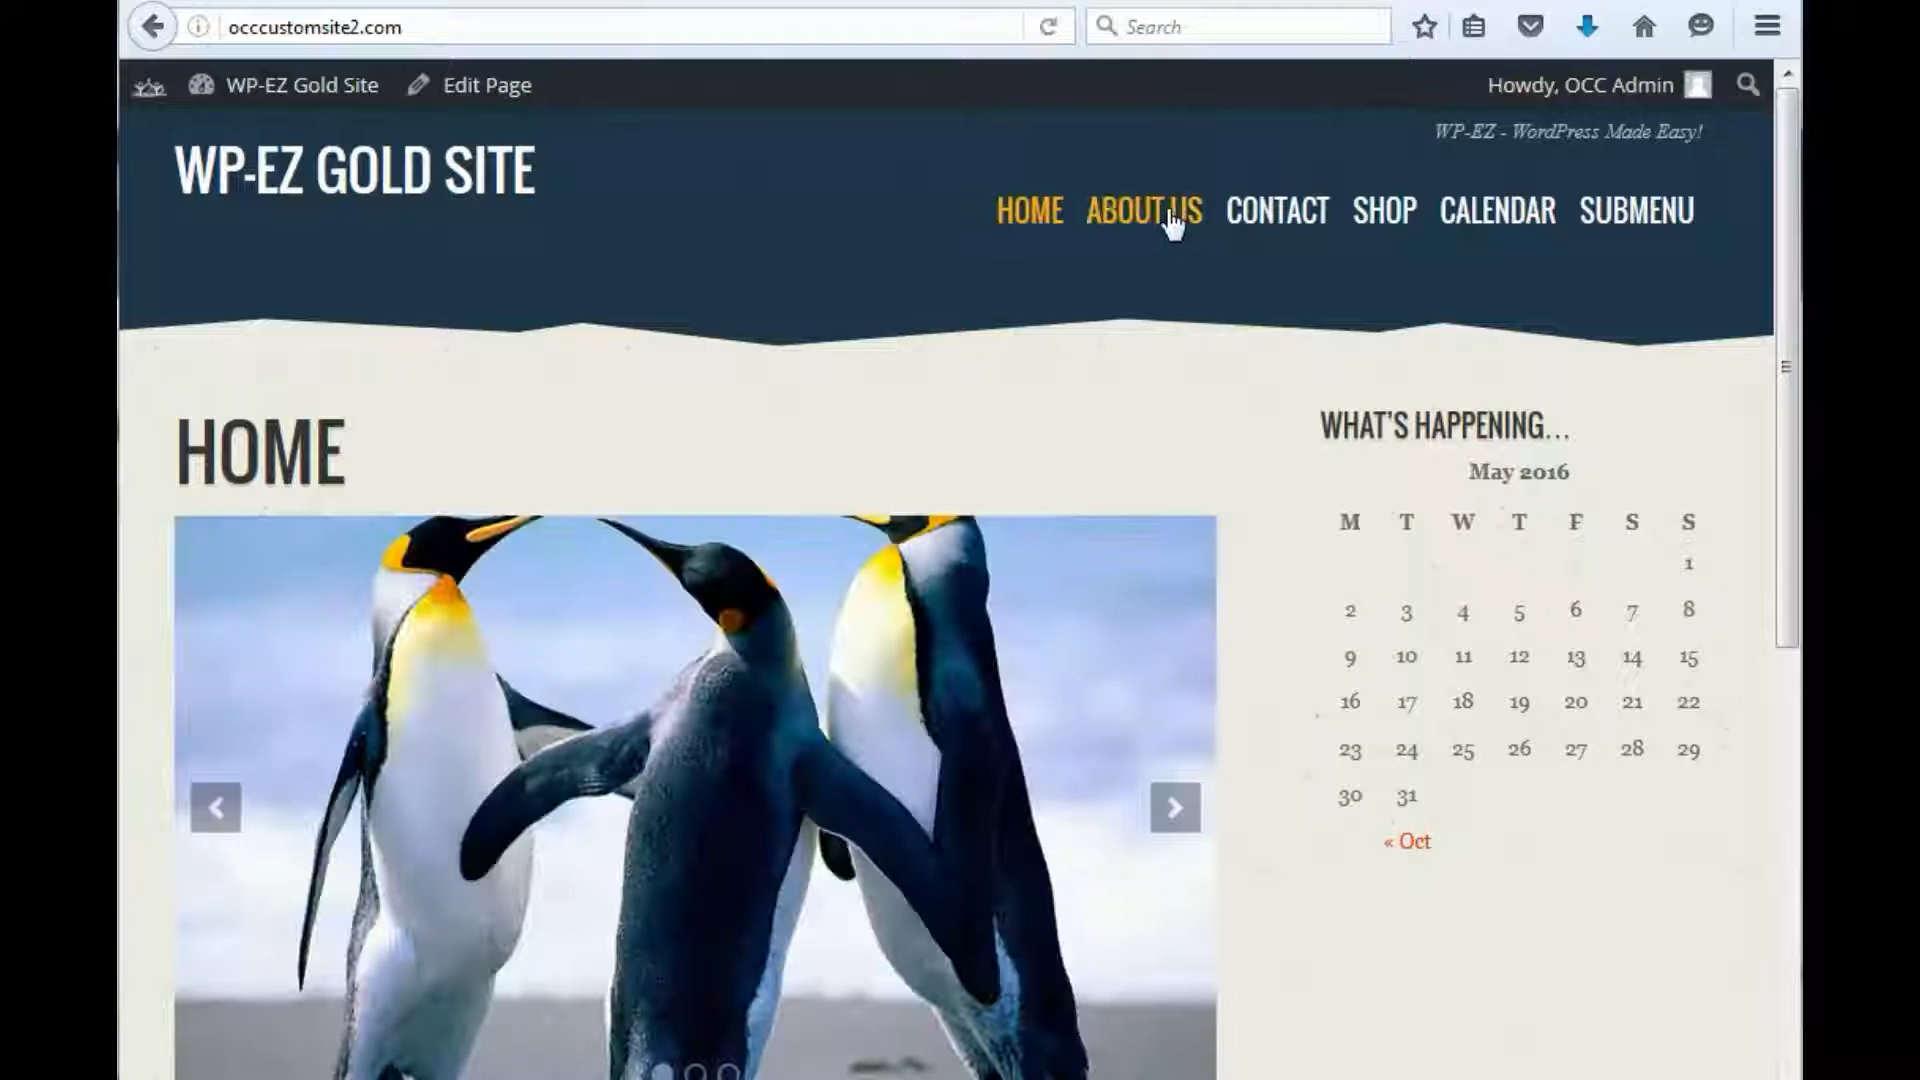 occcustomsite2.com
Search
WP-EZ Gold Site
Edit Page
Howdy, OCC Admin
WP-EZ - WordPress Made Easy!
WP-EZ GOLD SITE
HOME ABOUT US CONTACT SHOP CALENDAR SUBMENU
HOME
WHAT'S HAPPENING...
May 2016
M T W T F S S
1
2 3 4 5 6 7 8
9 10 11 12 13 14 15
16 17 18 19 20 21 22
23 24 25 26 27 28 29
30 31
« Oct